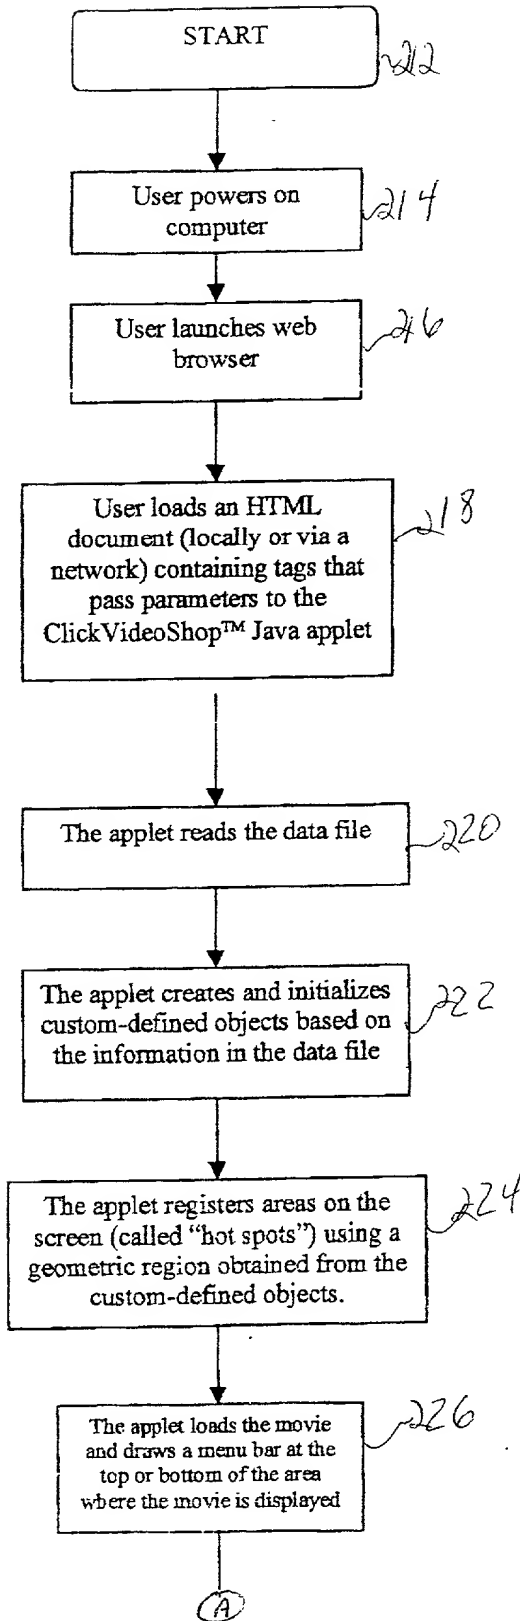 START
212
User powers on
computer
214
User launches web
browser
216
User loads an HTML
document (locally or via a
network) containing tags that
pass parameters to the
ClickVideoShop™ Java applet
218
The applet reads the data file
220
The applet creates and initializes
custom-defined objects based on
the information in the data file
222
The applet registers areas on the
screen (called “hot spots”) using a
geometric region obtained from the
custom-defined objects.
224
The applet loads the movie
and draws a menu bar at the
top or bottom of the area
where the movie is displayed
226
A